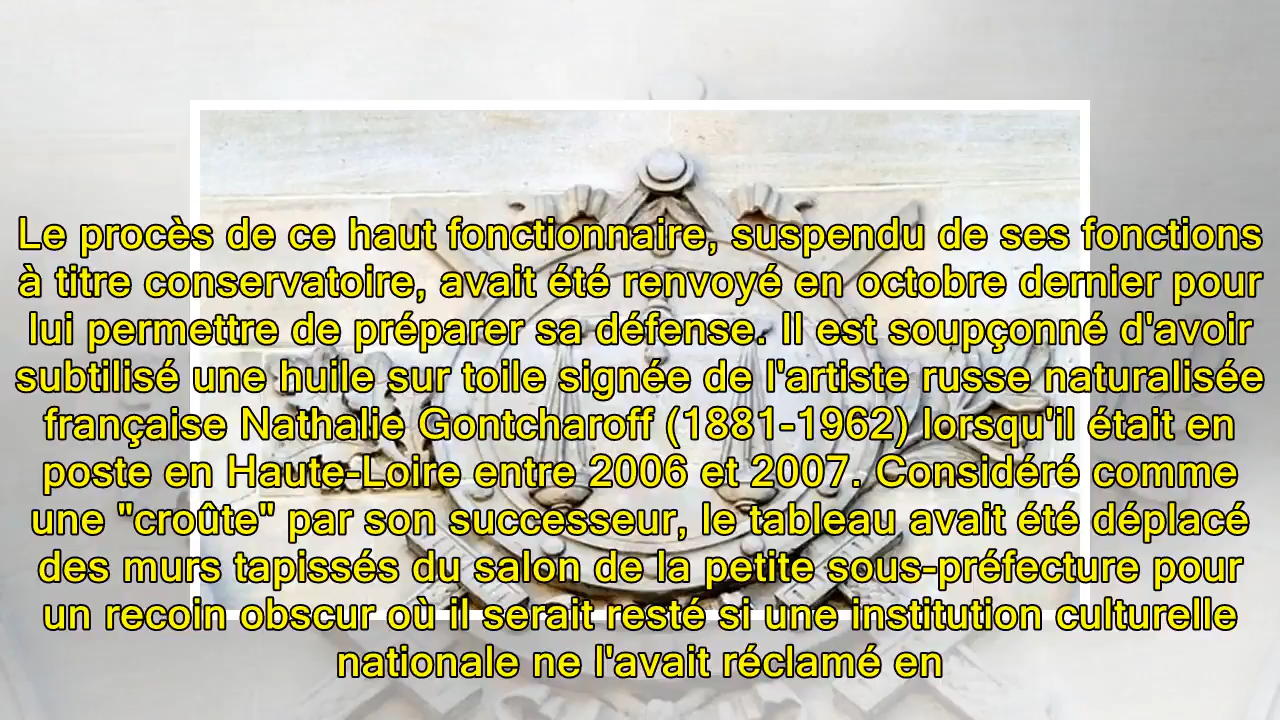 Le procès de ce haut fonctionnaire, suspendu de ses fonctions
à titre conservatoire, avait été renvoyé en octobre dernier pour
lui permettre de préparer sa défense. Il est soupçonné d'avoir
subtilisé une huile sur toile signée de l'artiste russe naturalisée
française Nathalie Gontcharoff (1881-1962) lorsqu'il était en
poste en Haute-Loire entre 2006 et 2007. Considéré comme
une "croûte" par son successeur, le tableau avait été déplacé
des murs tapissés du salon de la petite sous-préfecture pour
un recoin obscur où il serait resté si une institution culturelle
nationale ne l'avait réclamé en